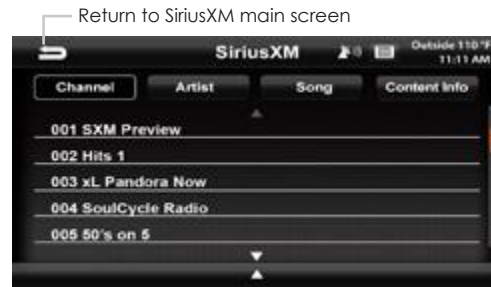 Return to SiriusXM main screen
SiriusXM
Outside 110 °F
11:11 AM
Channel Artist Song Content Info
001 SXM Preview
002 Hits 1
003 xL Pandora Now
004 SoulCycle Radio
005 50's on 5